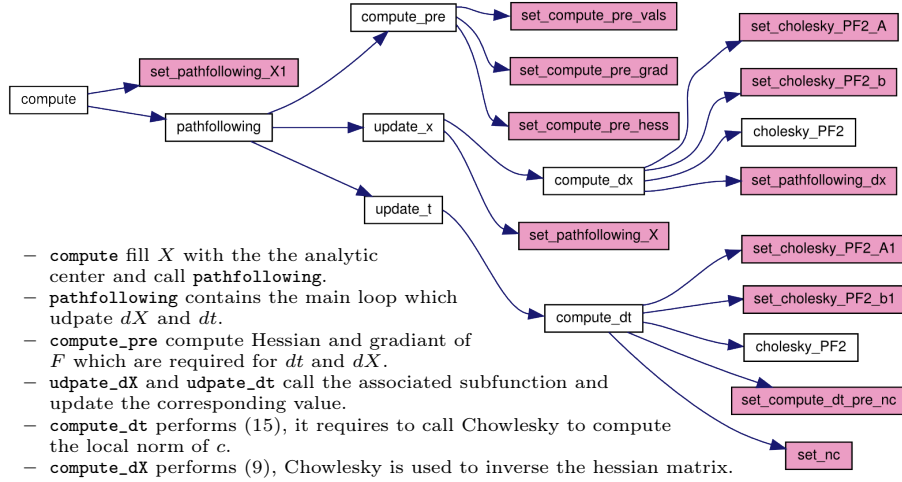 compute
set_pathfollowing_X1
pathfollowing
compute_pre
update_x
update_t
set_compute_pre_vals
set_compute_pre_grad
set_compute_pre_hess
compute_dx
set_pathfollowing_X
compute_dt
set_cholesky_PF2_A
set_cholesky_PF2_b
cholesky_PF2
set_pathfollowing_dx
set_cholesky_PF2_A1
set_cholesky_PF2_b1
cholesky_PF2
set_compute_dt_pre_nc
set_nc
– compute fill X with the the analytic
center and call pathfollowing.
– pathfollowing contains the main loop which
udpate dX and dt.
– compute_pre compute Hessian and gradiant of
F which are required for dt and dX.
– udpate_dX and udpate_dt call the associated subfunction and
update the corresponding value.
– compute_dt performs (15), it requires to call Chowlesky to compute
the local norm of c.
– compute_dX performs (9), Chowlesky is used to inverse the hessian matrix.